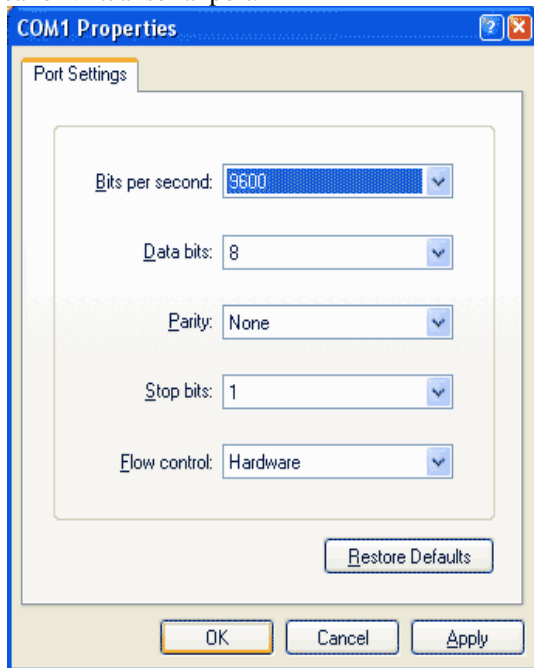 COM1 Properties
Port Settings
Bits per second: 9600
Data bits: 8
Parity: None
Stop bits: 1
Flow control: Hardware
Restore Defaults
OK Cancel Apply